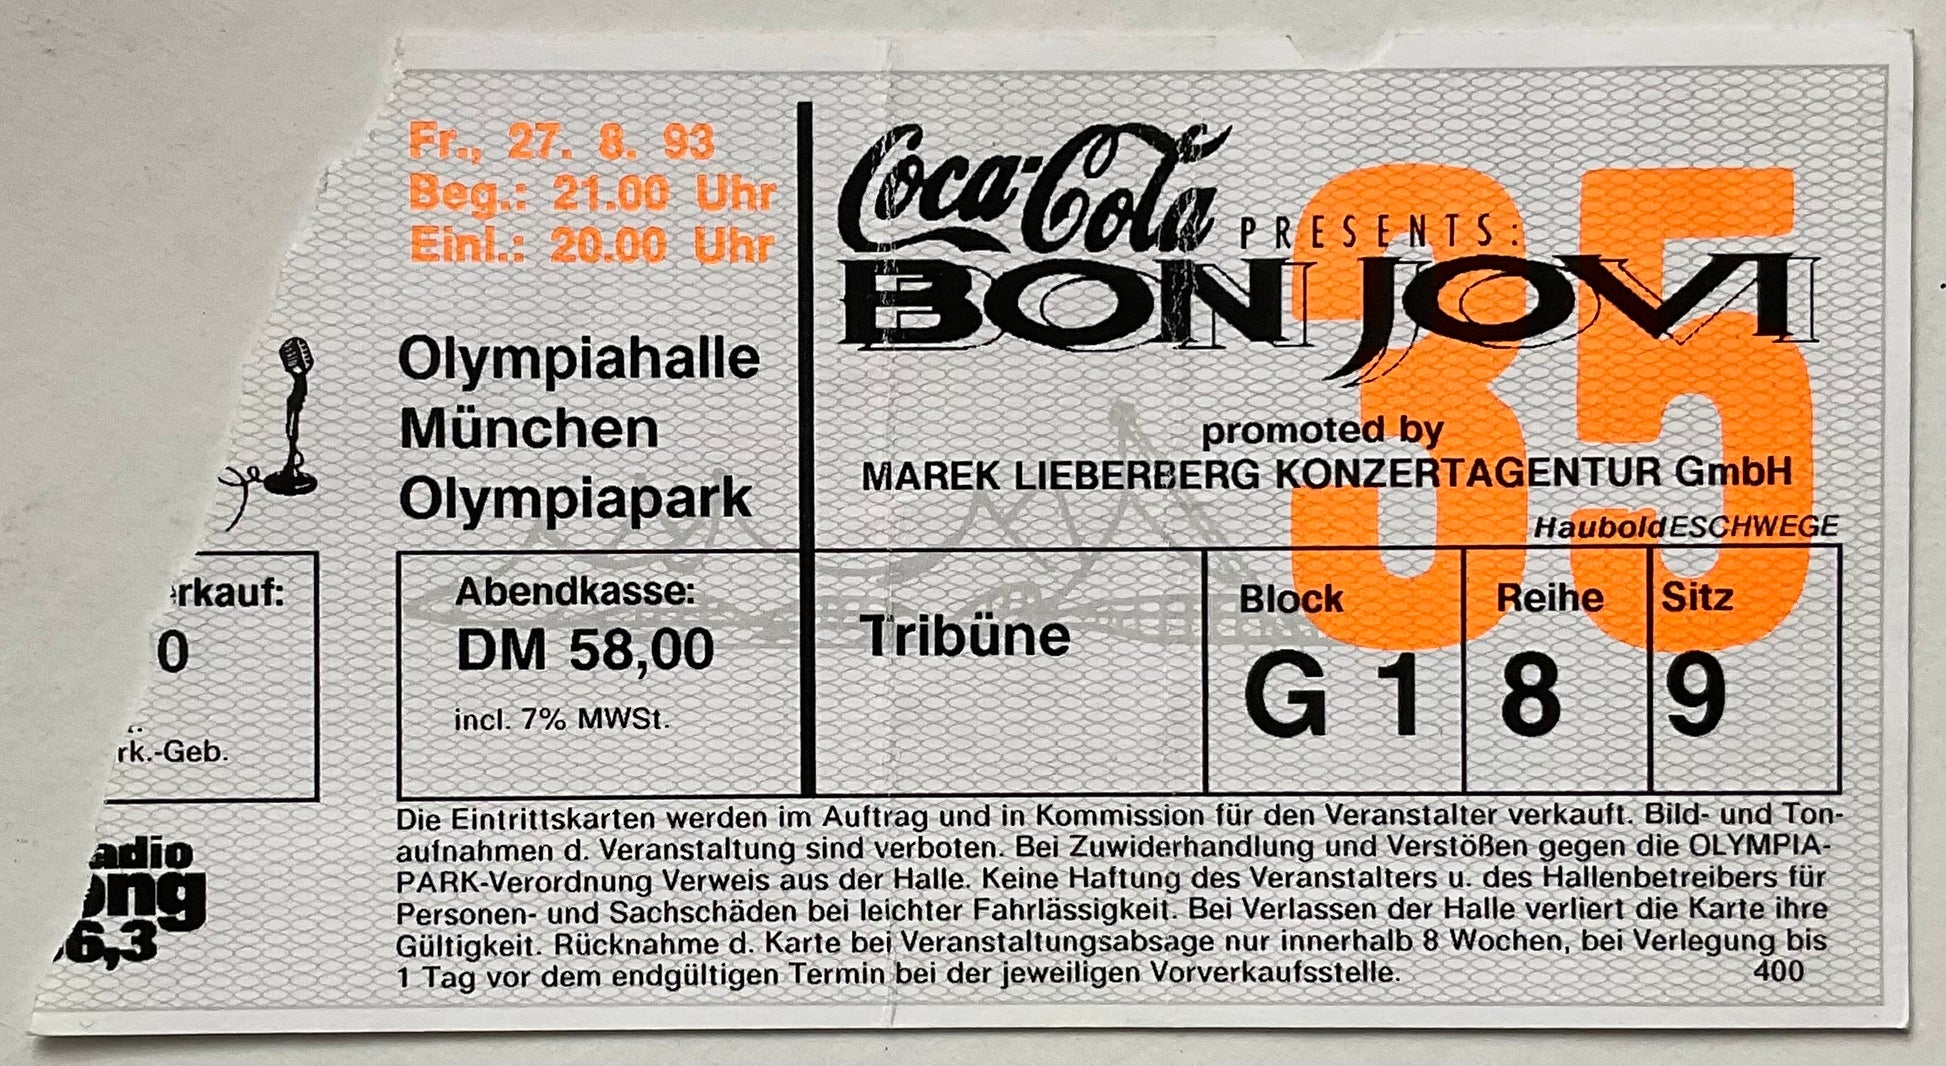 Fr., 27. 8. 93
Beg.: 21.00 Uhr
Einl.: 20.00 Uhr
Olympiahalle
München
Olympiapark
Coca-Cola PRESENTS:
BON JOVI
35
promoted by
MAREK LIEBERBERG KONZERTAGENTUR GmbH
Haubold ESCHWEGE
rkauf:
0
rk.-Geb.
Abendkasse:
DM 58,00
incl. 7% MWSt.
Tribüne
Block
G 1
Reihe
8
Sitz
9
adio
ong
6,3
Die Eintrittskarten werden im Auftrag und in Kommission für den Veranstalter verkauft. Bild- und Ton-
aufnahmen d. Veranstaltung sind verboten. Bei Zuwiderhandlung und Verstößen gegen die OLYMPIA-
PARK-Verordnung Verweis aus der Halle. Keine Haftung des Veranstalters u. des Hallenbetreibers für
Personen- und Sachschäden bei leichter Fahrlässigkeit. Bei Verlassen der Halle verliert die Karte ihre
Gültigkeit. Rücknahme d. Karte bei Veranstaltungsabsage nur innerhalb 8 Wochen, bei Verlegung bis
1 Tag vor dem endgültigen Termin bei der jeweiligen Vorverkaufsstelle.
400